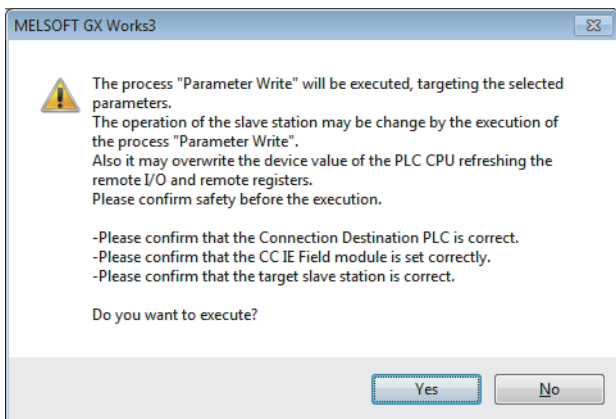 MELSOFT GX Works3
The process "Parameter Write" will be executed, targeting the selected
parameters.
The operation of the slave station may be change by the execution of
the process "Parameter Write".
Also it may overwrite the device value of the PLC CPU refreshing the
remote I/O and remote registers.
Please confirm safety before the execution.
-Please confirm that the Connection Destination PLC is correct.
-Please confirm that the CC IE Field module is set correctly.
-Please confirm that the target slave station is correct.
Do you want to execute?
Yes
No